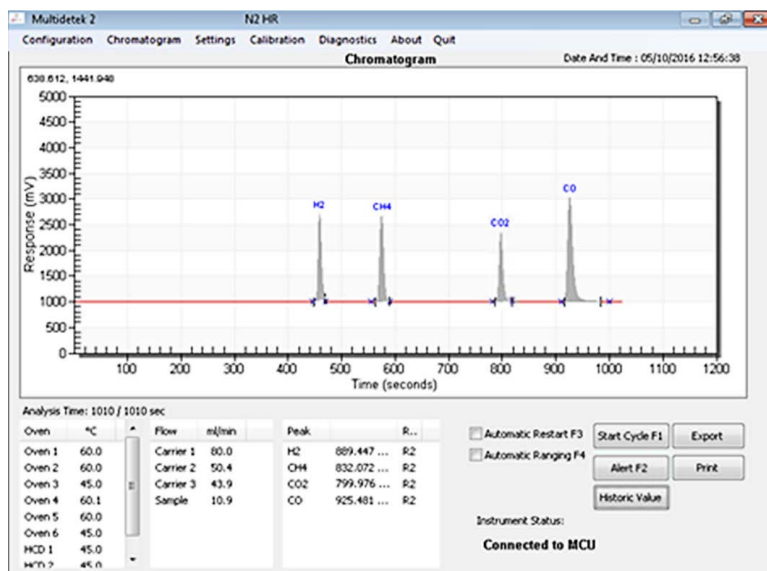 Multidetek 2 N2 HR
Configuration Chromatogram Settings Calibration Diagnostics About Quit
Chromatogram Date And Time : 05/10/2016 12:56:38
638.612, 1441.948
5000
4500
4000
3500
3000
2500
2000
1500
1000
500
0
Response (mV)
H2 CH4 CO2 CO
100 200 300 400 500 600 700 800 900 1000 1100 1200
Time (seconds)
Analysis Time: 1010 / 1010 sec
Oven °C
Oven 1 60.0
Oven 2 60.0
Oven 3 45.0
Oven 4 60.1
Oven 5 60.0
Oven 6 45.0
HCD 1 45.0
HCD 2 45.0
Flow ml/min
Carrier 1 80.0
Carrier 2 50.4
Carrier 3 43.9
Sample 10.9
Peak R...
H2 889.447 ... R2
CH4 832.072 ... R2
CO2 799.976 ... R2
CO 925.481 ... R2
Automatic Restart F3 Start Cycle F1 Export
Automatic Ranging F4 Alert F2 Print
Historic Value
Instrument Status:
Connected to MCU